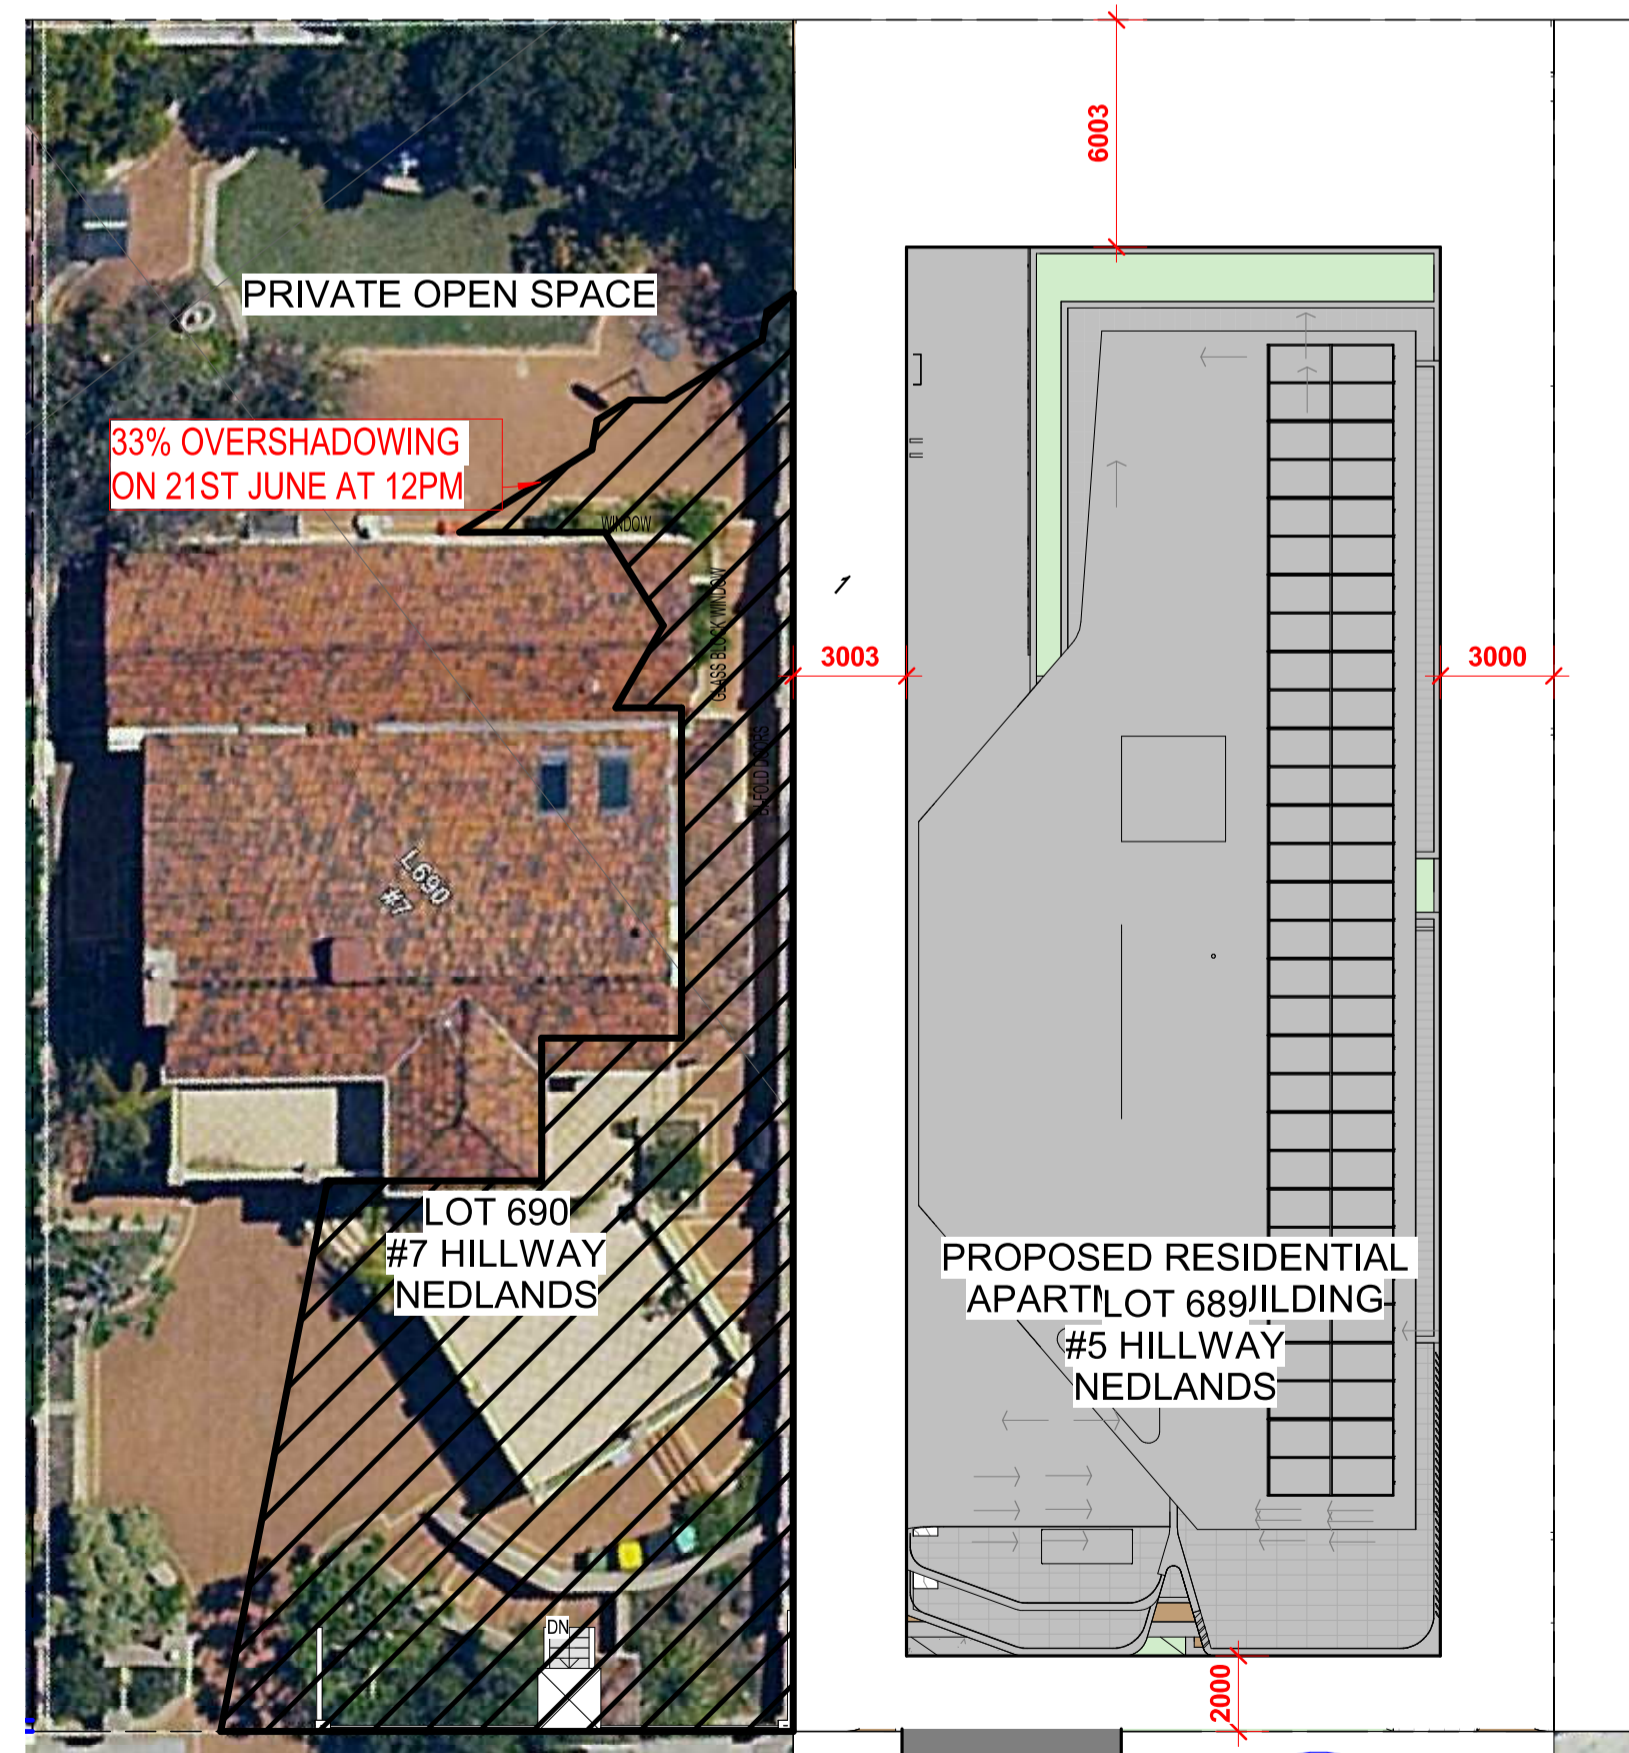 6003
PRIVATE OPEN SPACE
33% OVERSHADOWING
ON 21ST JUNE AT 12PM
WINDOW
GLASS BLOCK WINDOW
3003
3000
BI-FOLD DOORS
L690
#7
LOT 690
#7 HILLWAY
NEDLANDS
PROPOSED RESIDENTIAL
LOT 689
#5 HILLWAY
NEDLANDS
DN
2000